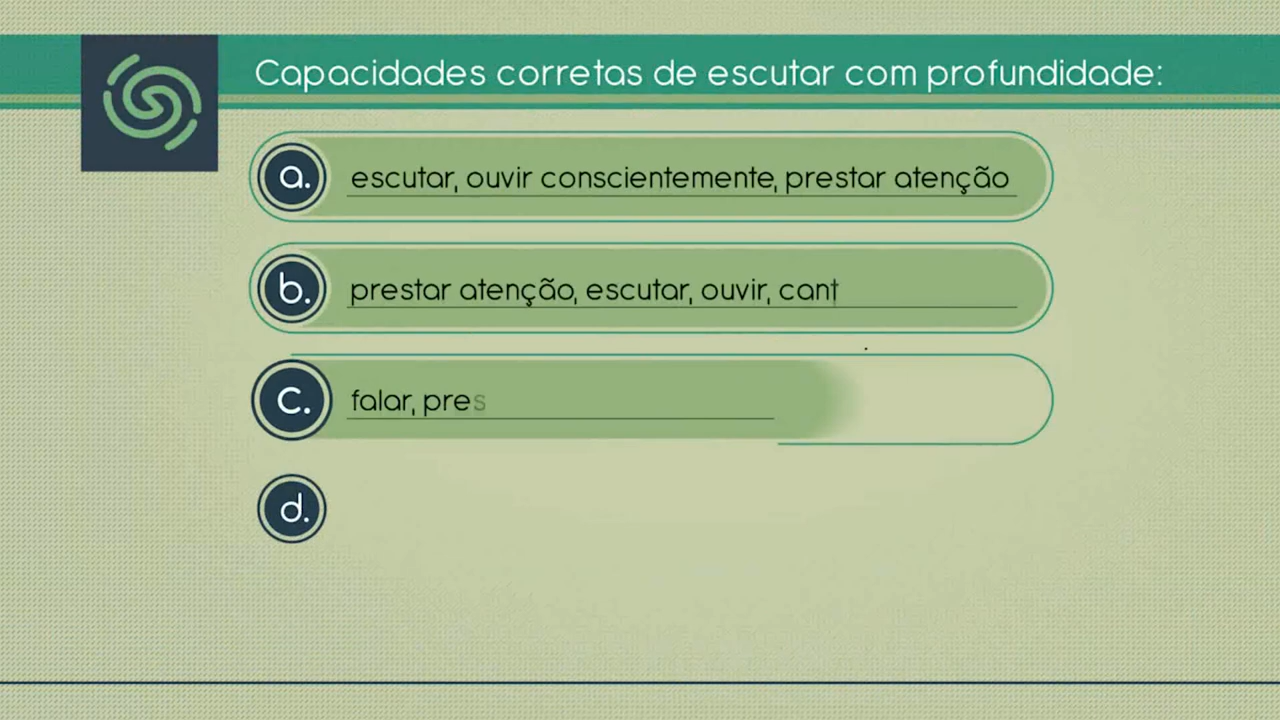 Capacidades corretas de escutar com profundidade:
a. escutar, ouvir conscientemente, prestar atenção
b. prestar atenção, escutar, ouvir, cant
c. falar, pres
d.